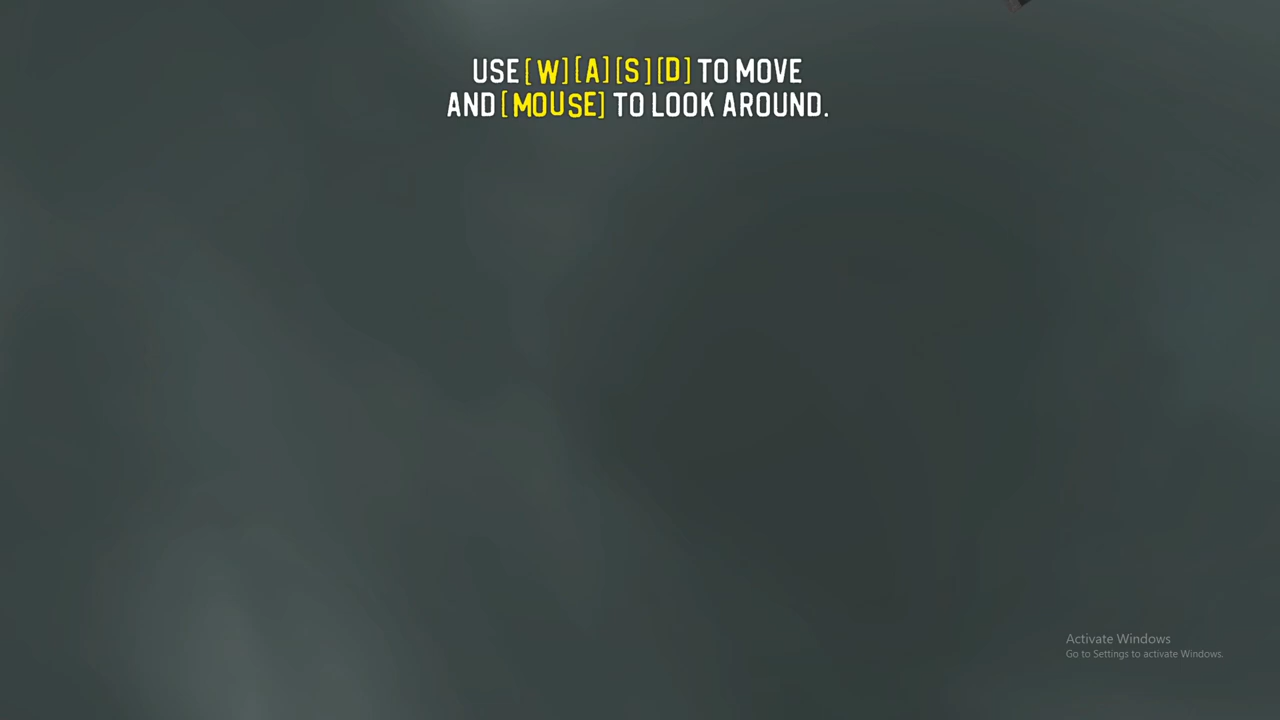 USE [W][A][S][D] TO MOVE
AND [MOUSE] TO LOOK AROUND.
Activate Windows
Go to Settings to activate Windows.